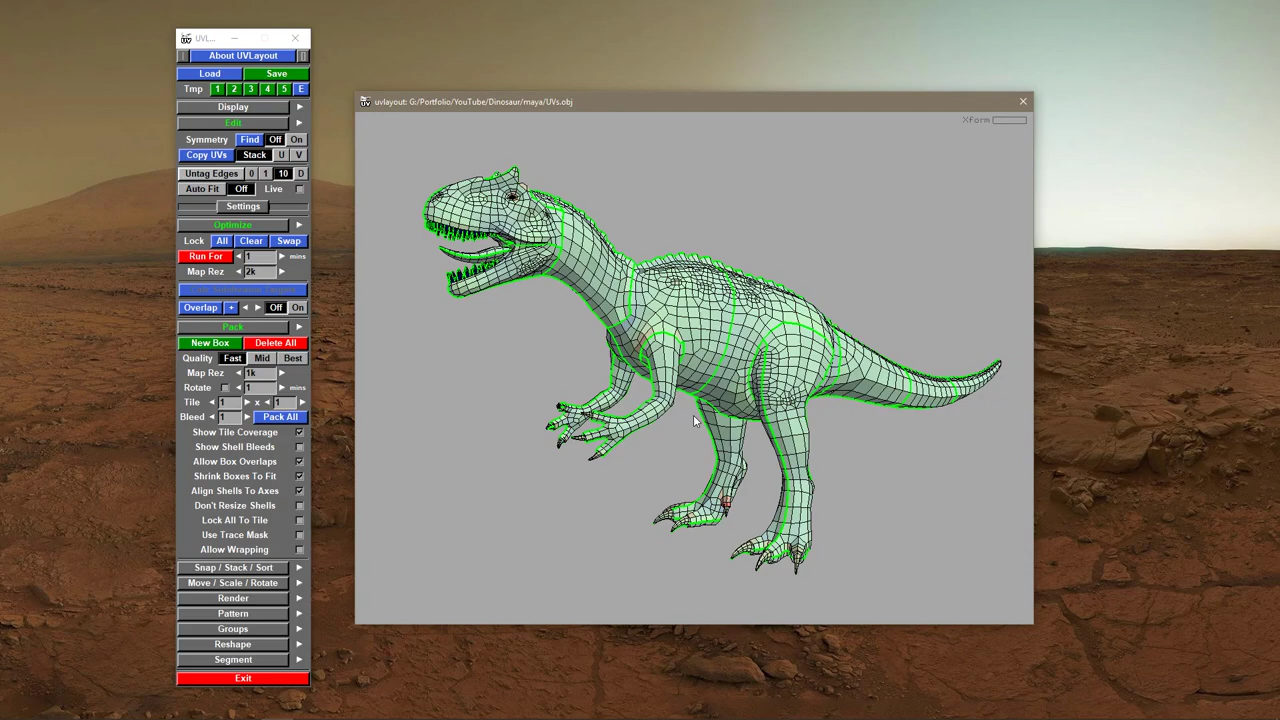 UVL...
About UVLayout
Load Save
Tmp 1 2 3 4 5 E
Display
Edit
Symmetry Find Off On
Copy UVs Stack U V
Untag Edges 0 1 10 D
Auto Fit Off Live
Settings
Optimize
Lock All Clear Swap
Run For 1 mins
Map Rez 2k
Overlap + Off On
Pack
New Box Delete All
Quality Fast Mid Best
Map Rez 1k
Rotate 1 mins
Tile 1 x 1
Bleed 1 Pack All
Show Tile Coverage
Show Shell Bleeds
Allow Box Overlaps
Shrink Boxes To Fit
Align Shells To Axes
Don't Resize Shells
Lock All To Tile
Use Trace Mask
Allow Wrapping
Snap / Stack / Sort
Move / Scale / Rotate
Render
Pattern
Groups
Reshape
Segment
Exit
uvlayout: G:/Portfolio/YouTube/Dinosaur/maya/UVs.obj
Xform